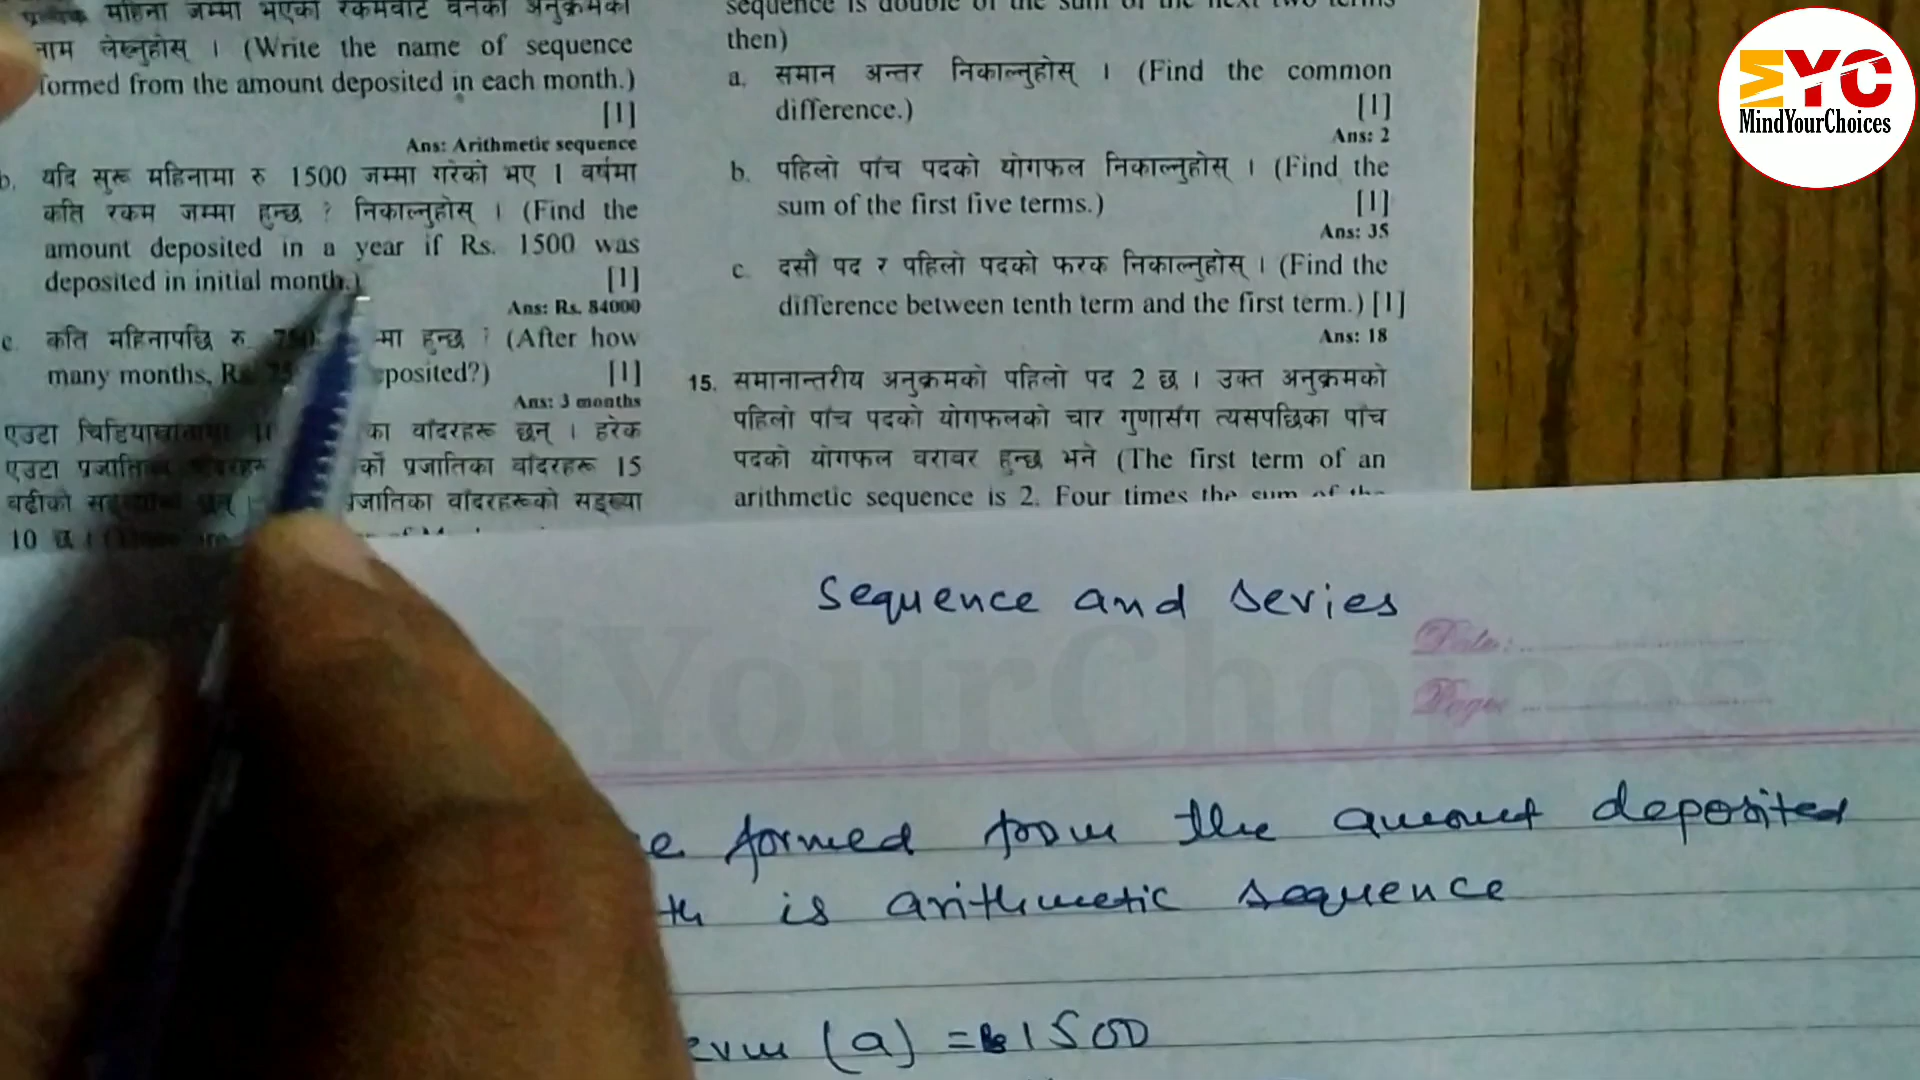 महिना जम्मा भएको रकमबाट बनेको अनुक्रमको
नाम लेख्नुहोस् । (Write the name of sequence
formed from the amount deposited in each month.)
[1]
Ans: Arithmetic sequence
b. यदि सुरू महिनामा रु 1500 जम्मा गरेको भए 1 वर्षमा
कति रकम जम्मा हुन्छ ? निकाल्नुहोस् । (Find the
amount deposited in a year if Rs. 1500 was
deposited in initial month.) [1]
Ans: Rs. 84000
c. कति महिनापछि रु हुन्छ ? (After how
many months, [1]
Ans: 3 months
एउटा का बाँदरहरू छन् । हरेक
एउटा प्रजातिका बाँदरहरू 15
बढीको प्रजातिका बाँदरहरूको सङ्ख्या
10 छ ।
sequence is double of the sum of the next two terms
then)
a. समान अन्तर निकाल्नुहोस् । (Find the common
difference.) [1]
Ans: 2
b. पहिलो पाँच पदको योगफल निकाल्नुहोस् । (Find the
sum of the first five terms.) [1]
Ans: 35
c. दसौं पद र पहिलो पदको फरक निकाल्नुहोस् । (Find the
difference between tenth term and the first term.) [1]
Ans: 18
15. समानान्तरीय अनुक्रमको पहिलो पद 2 छ । उक्त अनुक्रमको
पहिलो पाँच पदको योगफलको चार गुणासँग त्यसपछिका पाँच
पदको योगफल बराबर हुन्छ भने (The first term of an
arithmetic sequence is 2. Four times the sum of the
MYC
MindYourChoices
Sequence and series
Date:
Page:
dYourChoices
formed from the amount deposited
is arithmetic sequence
(a) = Rs 1500